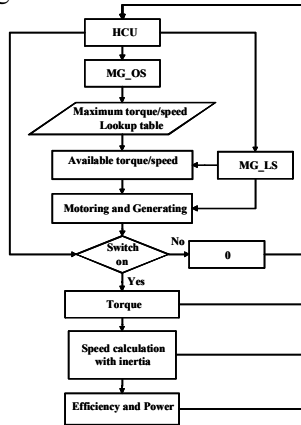 HCU
MG_OS
Maximum torque/speed
Lookup table
Available torque/speed
MG_LS
Motoring and Generating
Switch
on
No
0
Yes
Torque
Speed calculation
with inertia
Efficiency and Power